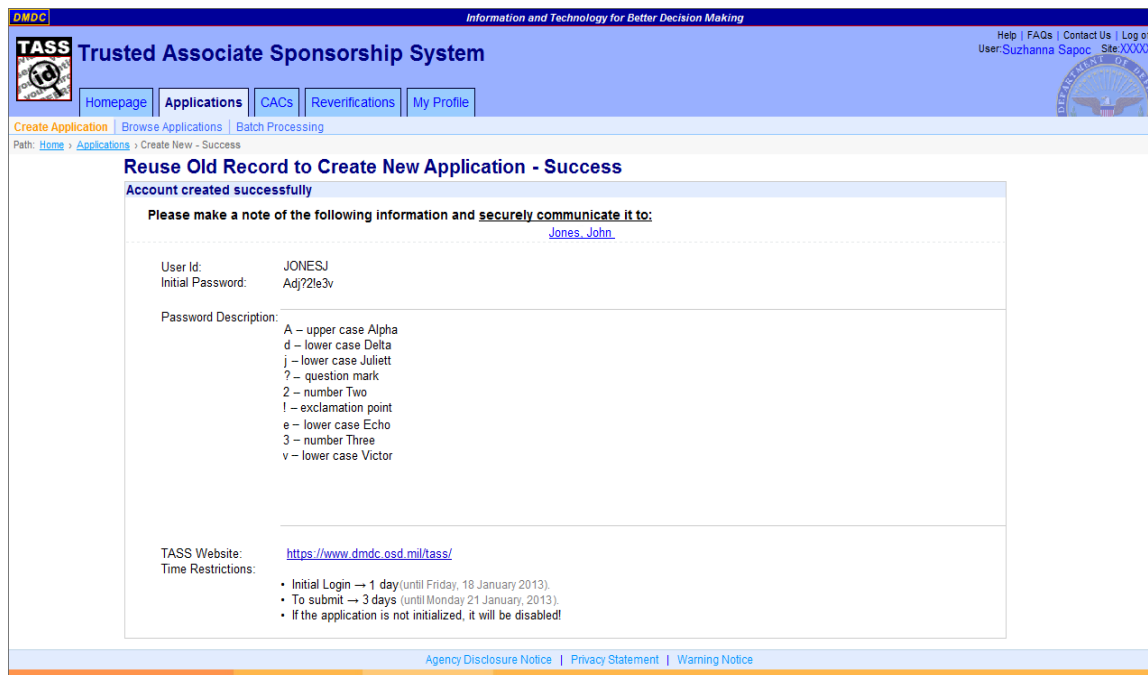 DMDC
Information and Technology for Better Decision Making
Help | FAQs | Contact Us | Log of
TASS Trusted Associate Sponsorship System
User:Suzhanna Sapoc Site:XXXX
id
Homepage Applications CACs Reverifications My Profile
Create Application | Browse Applications | Batch Processing
Path: Home › Applications › Create New - Success
Reuse Old Record to Create New Application - Success
Account created successfully
Please make a note of the following information and securely communicate it to:
Jones, John
User Id: JONESJ
Initial Password: Adj?2!e3v
Password Description:
A – upper case Alpha
d – lower case Delta
j – lower case Juliett
? – question mark
2 – number Two
! – exclamation point
e – lower case Echo
3 – number Three
v – lower case Victor
TASS Website: https://www.dmdc.osd.mil/tass/
Time Restrictions:
• Initial Login → 1 day(until Friday, 18 January 2013).
• To submit → 3 days (until Monday 21 January, 2013).
• If the application is not initialized, it will be disabled!
Agency Disclosure Notice | Privacy Statement | Warning Notice